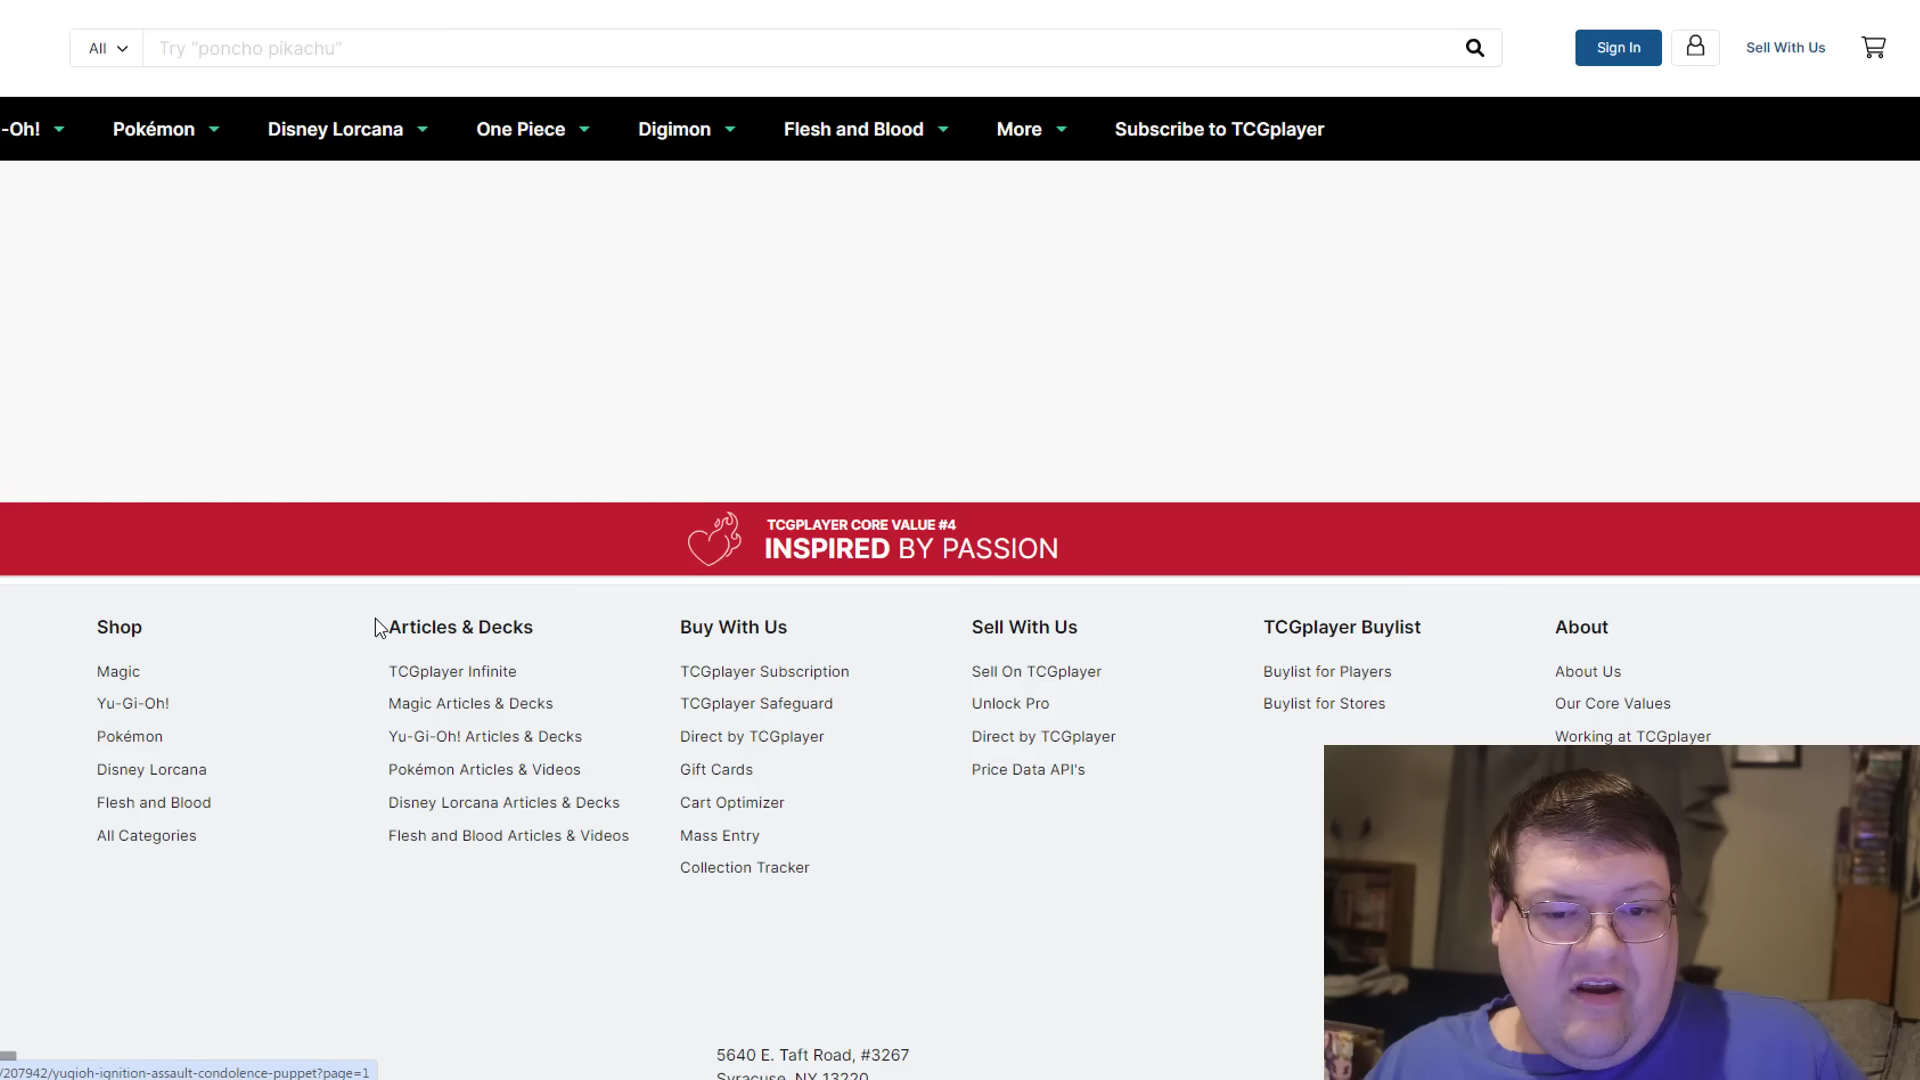 All
Try “poncho pikachu”
Sign In
Sell With Us
-Oh!
Pokémon
Disney Lorcana
One Piece
Digimon
Flesh and Blood
More
Subscribe to TCGplayer
TCGPLAYER CORE VALUE #4
INSPIRED BY PASSION
Shop
Magic
Yu-Gi-Oh!
Pokémon
Disney Lorcana
Flesh and Blood
All Categories
Articles & Decks
TCGplayer Infinite
Magic Articles & Decks
Yu-Gi-Oh! Articles & Decks
Pokémon Articles & Videos
Disney Lorcana Articles & Decks
Flesh and Blood Articles & Videos
Buy With Us
TCGplayer Subscription
TCGplayer Safeguard
Direct by TCGplayer
Gift Cards
Cart Optimizer
Mass Entry
Collection Tracker
Sell With Us
Sell On TCGplayer
Unlock Pro
Direct by TCGplayer
Price Data API's
TCGplayer Buylist
Buylist for Players
Buylist for Stores
About
About Us
Our Core Values
Working at TCGplayer
5640 E. Taft Road, #3267
Syracuse, NY 13220
/207942/yugioh-ignition-assault-condolence-puppet?page=1